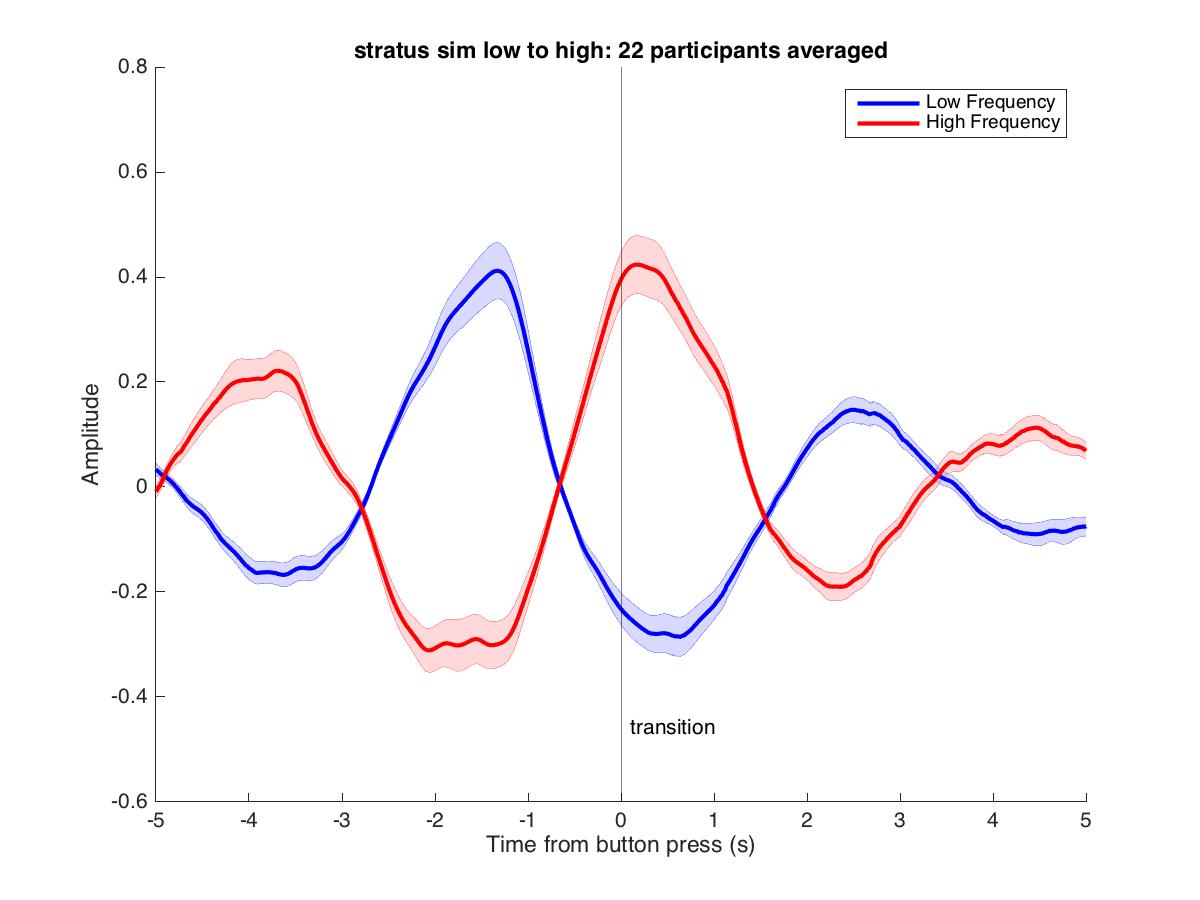 stratus sim low to high: 22 participants averaged
0.8
0.6
0.4
0.2
0
-0.2
-0.4
-0.6
Amplitude
Low Frequency
High Frequency
transition
-5 -4 -3 -2 -1 0 1 2 3 4 5
Time from button press (s)